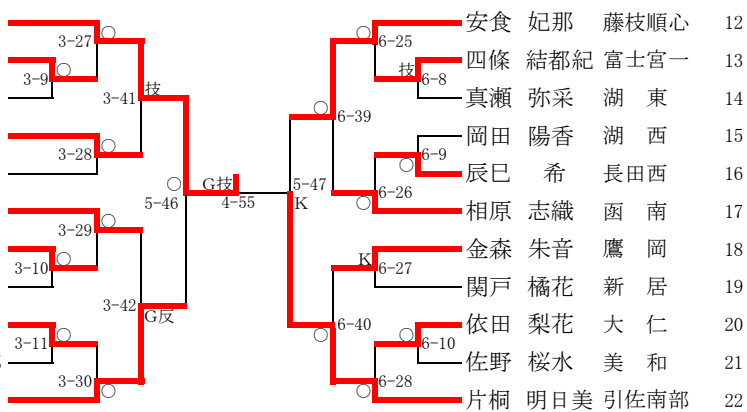 安食 妃那 藤枝順心 12
四條 結都紀 富士宮一 13
真瀬 弥采 湖 東 14
岡田 陽香 湖 西 15
辰巳 希 長田西 16
相原 志織 函 南 17
金森 朱音 鷹 岡 18
関戸 橘花 新 居 19
依田 梨花 大 仁 20
佐野 桜水 美 和 21
片桐 明日美 引佐南部 22
3-27 ○
3-9 ○
3-41 技
3-28 ○
3-29 ○
3-10 ○
3-42 G反
3-11 ○
3-30 ○
○ 5-46
G技 4-55
5-47 K
○ 6-25
技 6-8
○ 6-39
○ 6-9
○ 6-26
K 6-27
○ 6-40
○ 6-10
○ 6-28